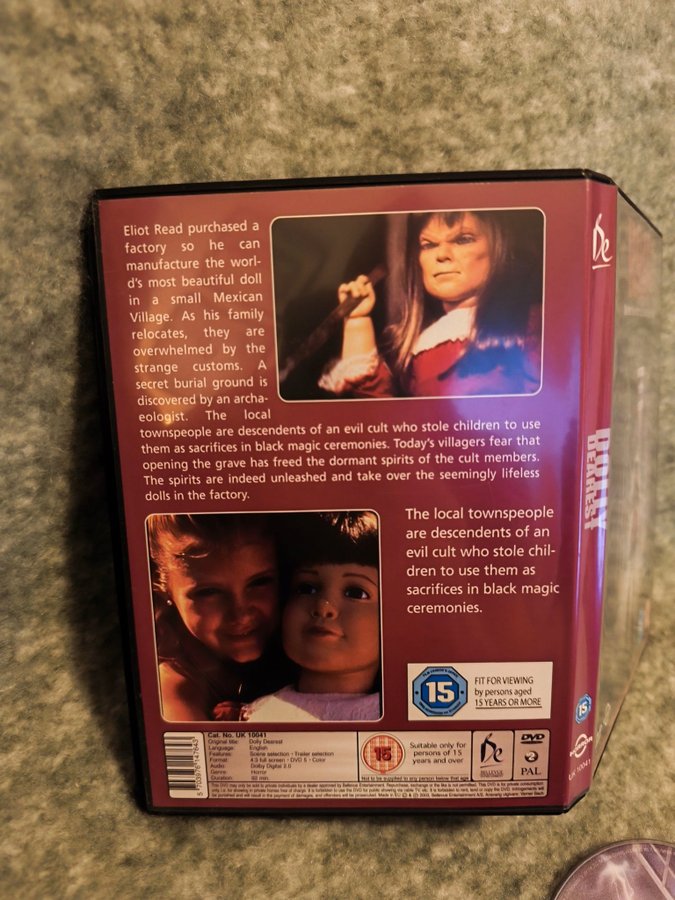 Eliot Read purchased a
factory so he can
manufacture the worl-
d's most beautiful doll
in a small Mexican
Village. As his family
relocates, they are
overwhelmed by the
strange customs. A
secret burial ground is
discovered by an archa-
eologist. The local
townspeople are descendents of an evil cult who stole children to use
them as sacrifices in black magic ceremonies. Today's villagers fear that
opening the grave has freed the dormant spirits of the cult members.
The spirits are indeed unleashed and take over the seemingly lifeless
dolls in the factory.
The local townspeople
are descendents of an
evil cult who stole chil-
dren to use them as
sacrifices in black magic
ceremonies.
15
FIT FOR VIEWING
by persons aged
15 YEARS OR MORE
Cat. No. UK 10041
Original title: Dolly Dearest
Language: English
Features: Scene selection • Trailer selection
Format: 4:3 full screen • DVD 5 • Color
Audio: Dolby Digital 2.0
Genre: Horror
Duration: 92 min.
15
Suitable only for
persons of 15
years and over
Not to be supplied to any person below that age
Be
DVD
2
PAL
Be
DOLLY
DEAREST
15
UK 10041